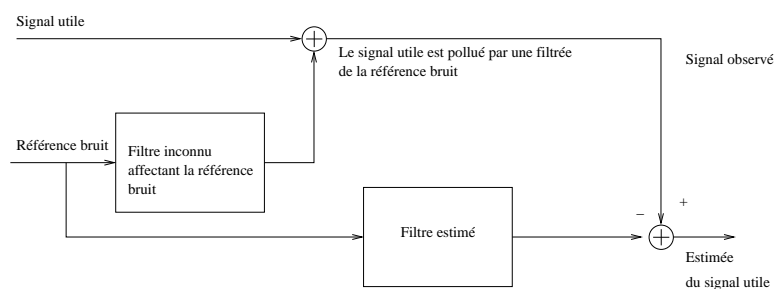 Signal utile
Le signal utile est pollué par une filtrée
de la référence bruit
Signal observé
Référence bruit
Filtre inconnu
affectant la référence
bruit
Filtre estimé
− +
Estimée
du signal utile